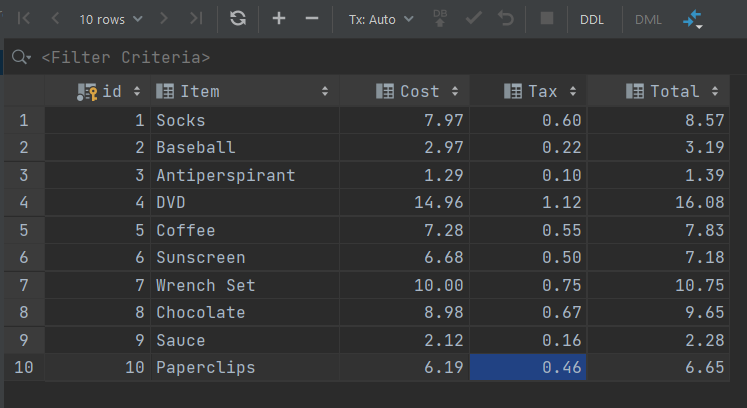 10 rows Tx: Auto DB DDL DML
<Filter Criteria>
id Item Cost Tax Total
1 1 Socks 7.97 0.60 8.57
2 2 Baseball 2.97 0.22 3.19
3 3 Antiperspirant 1.29 0.10 1.39
4 4 DVD 14.96 1.12 16.08
5 5 Coffee 7.28 0.55 7.83
6 6 Sunscreen 6.68 0.50 7.18
7 7 Wrench Set 10.00 0.75 10.75
8 8 Chocolate 8.98 0.67 9.65
9 9 Sauce 2.12 0.16 2.28
10 10 Paperclips 6.19 0.46 6.65